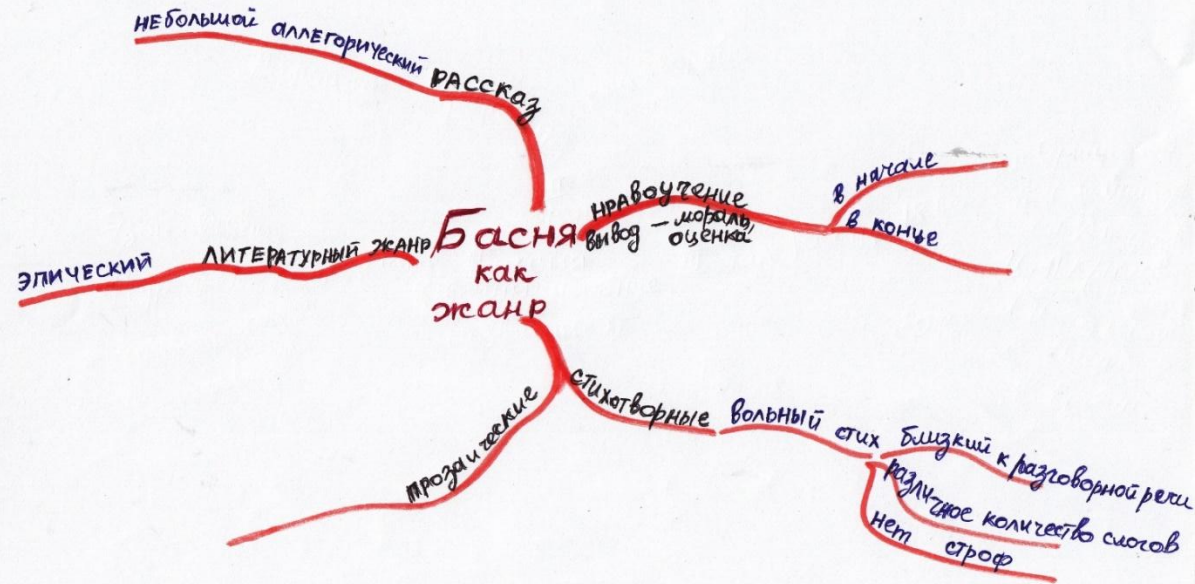 небольшой аллегорический рассказ
нравоучение
вывод – мораль,
оценка
в начале
в конце
эпический литературный жанр
Басня
как
жанр
стихотворные вольный стих близкий к разговорной речи
различное количество слогов
нет строф
прозаические